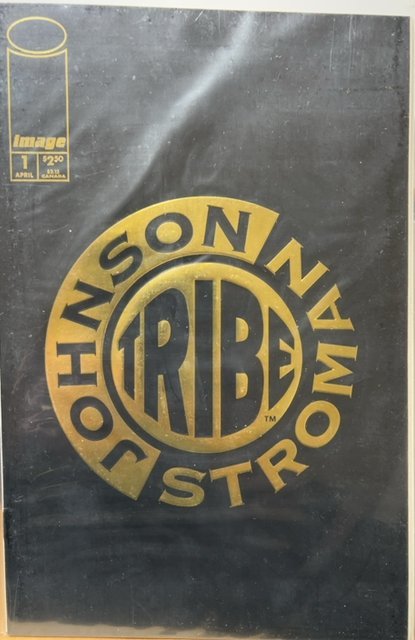 image
1
APRIL
$2.50
$3.15
CANADA
JOHNSON
STROMAN
TRIBE
TM